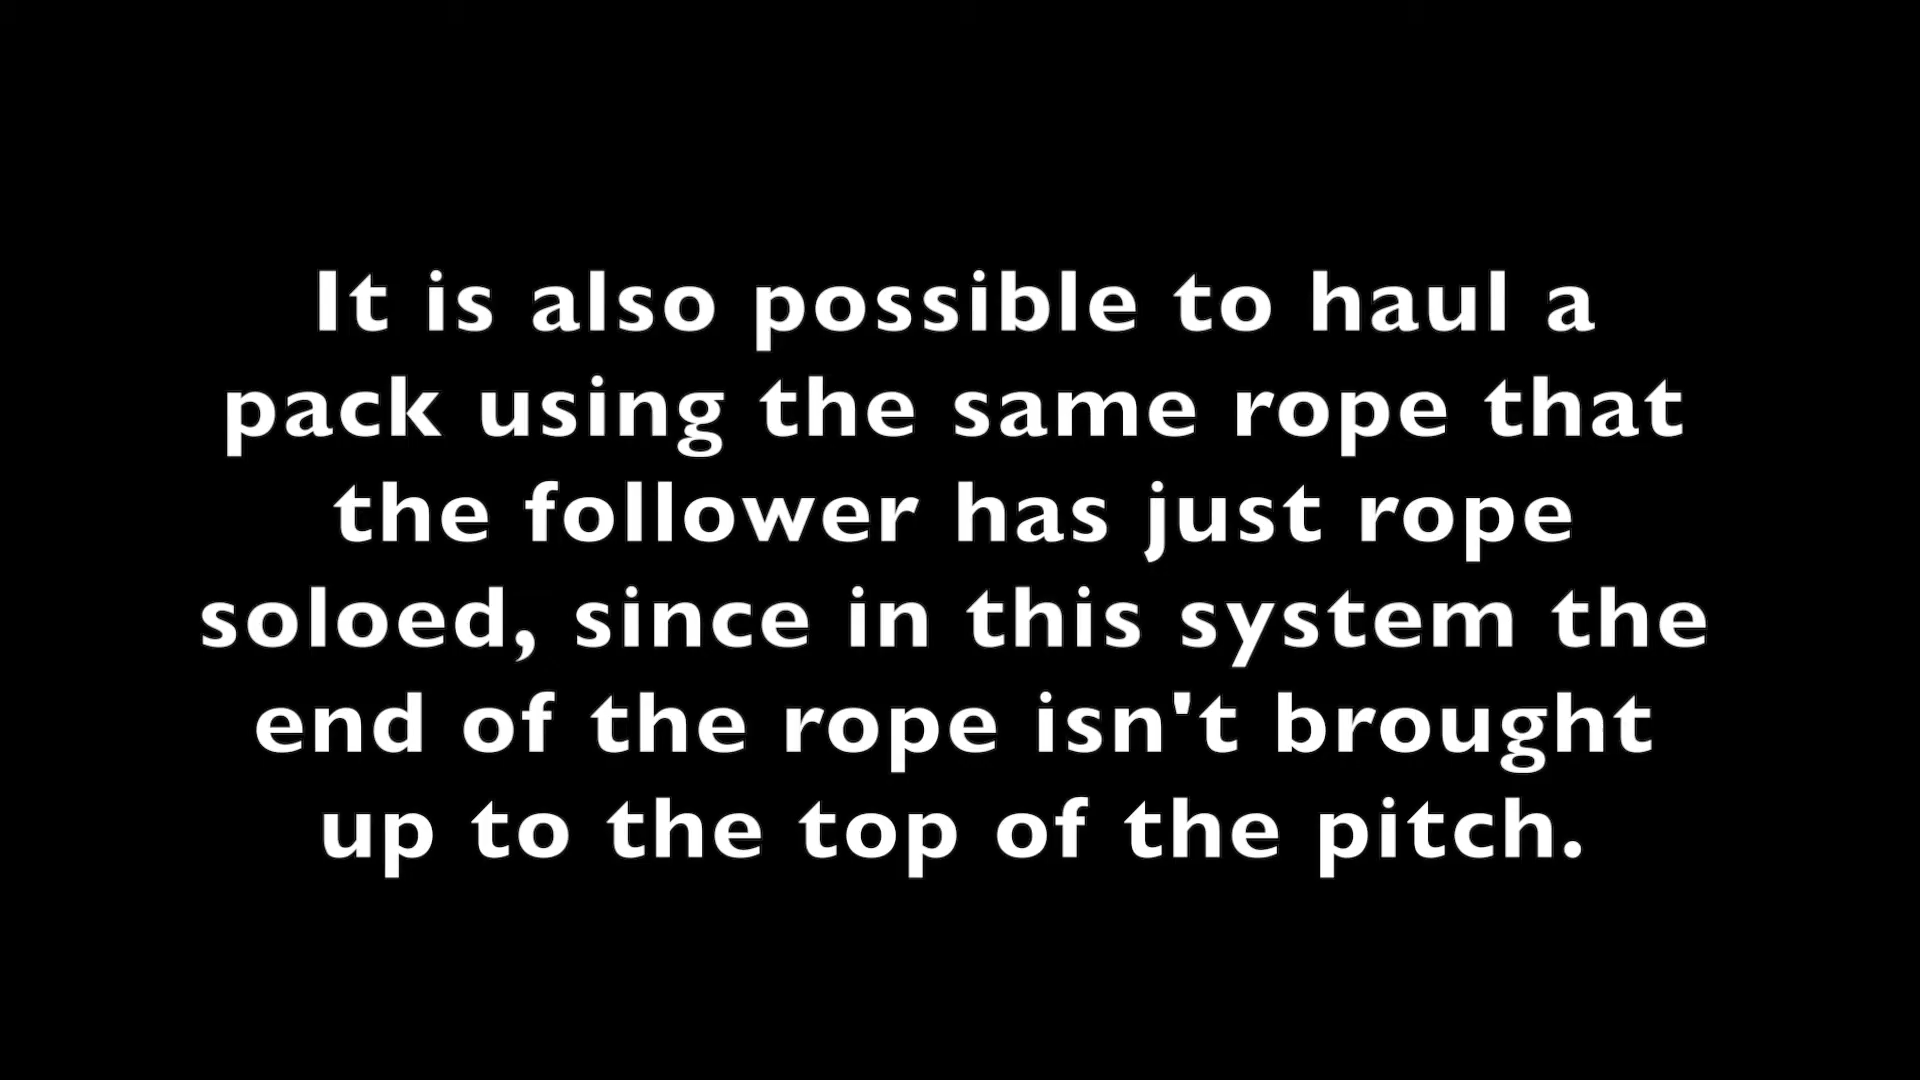 It is also possible to haul a
pack using the same rope that
the follower has just rope
soloed, since in this system the
end of the rope isn't brought
up to the top of the pitch.